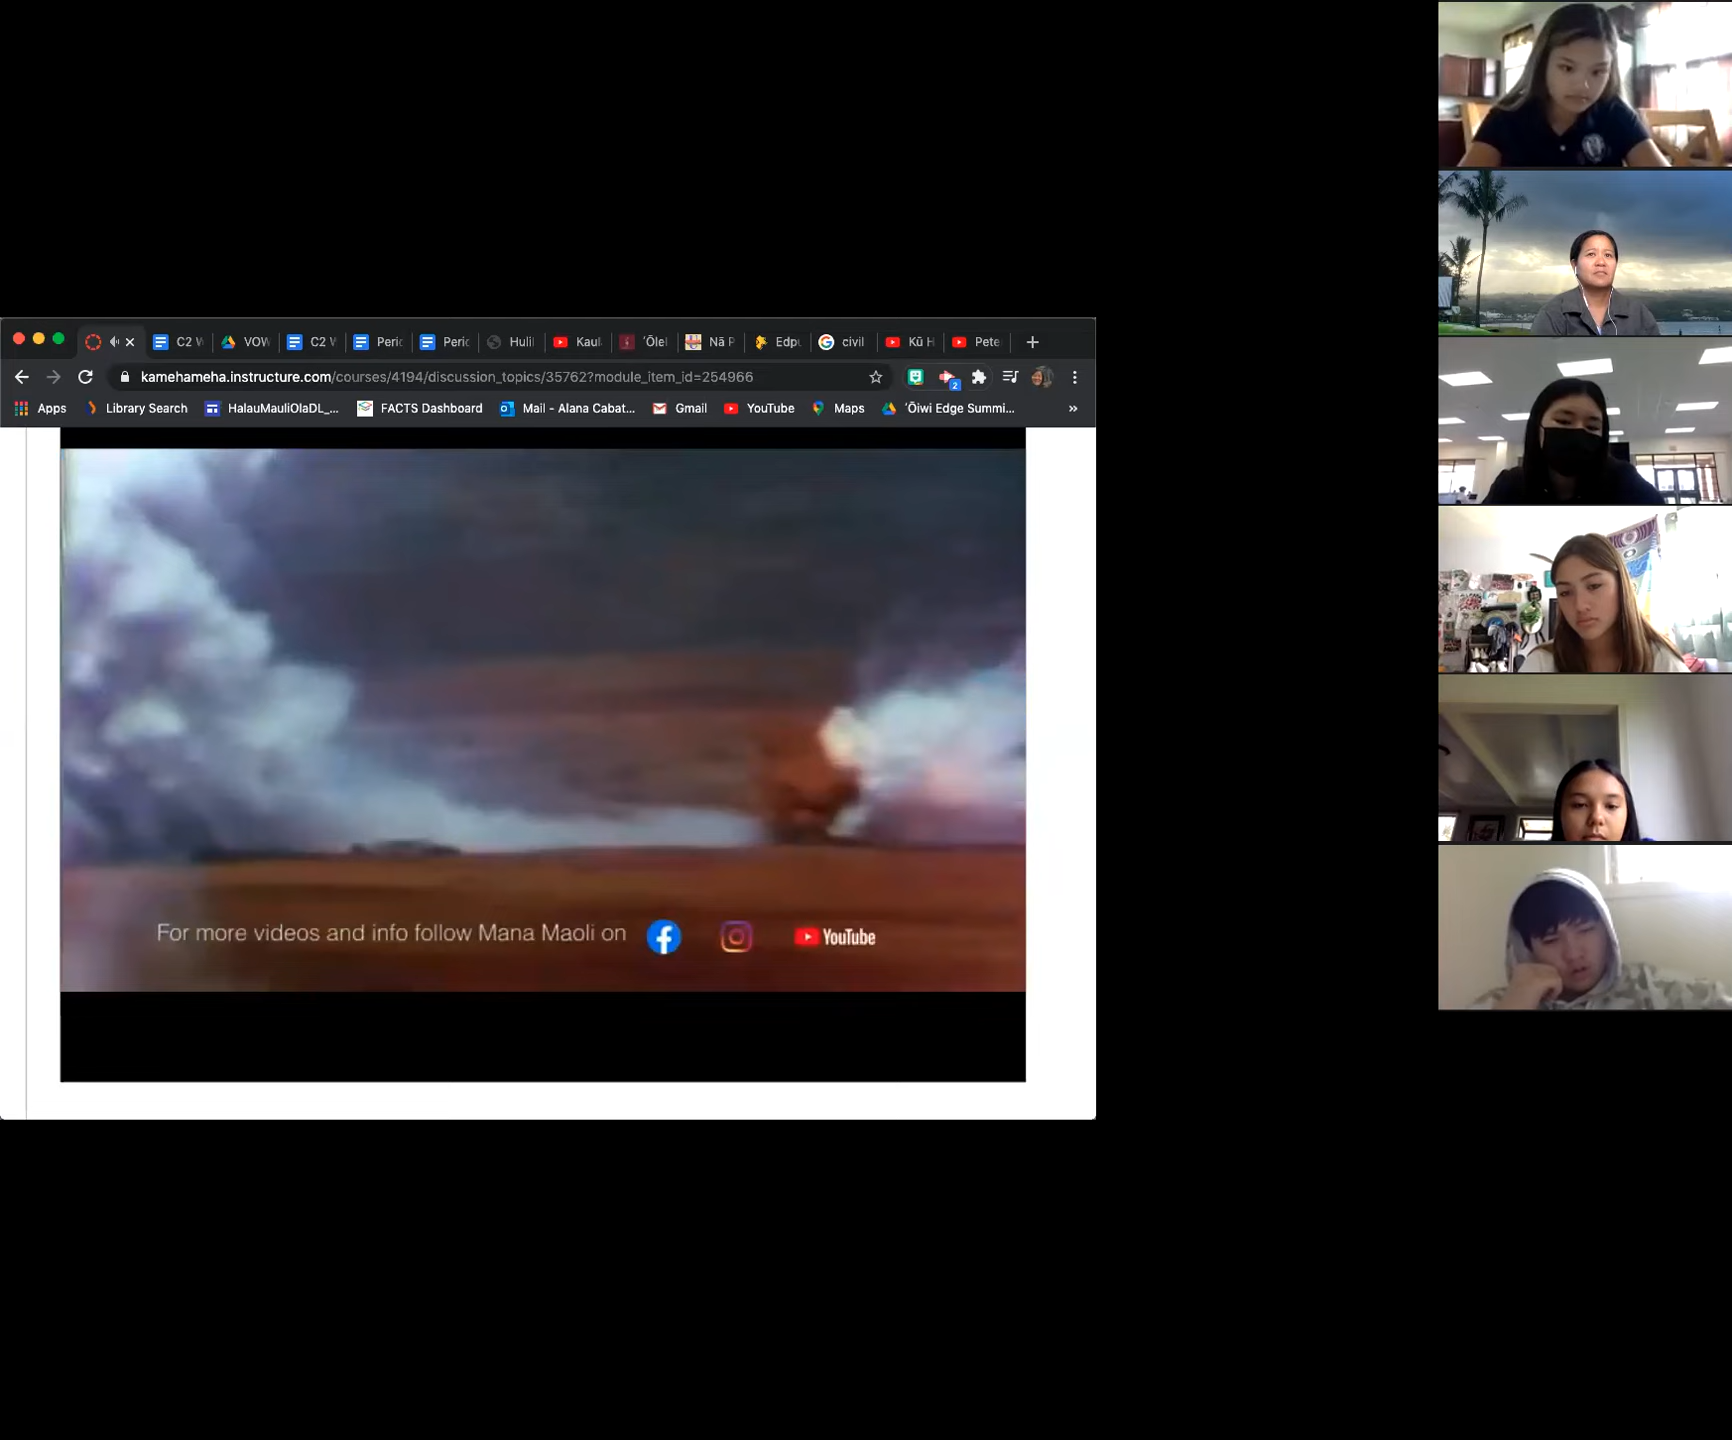 C2 W
VOW
C2 W
Peric
Peric
Hulil
Kaul
ʻŌlel
Nā P
Edpu
civil
Kū H
Pete
kamehameha.instructure.com/courses/4194/discussion_topics/35762?module_item_id=254966
2
Apps
Library Search
HalauMauliOlaDL_...
FACTS Dashboard
Mail - Alana Cabat...
Gmail
YouTube
Maps
ʻŌiwi Edge Summi...
For more videos and info follow Mana Maoli on
YouTube